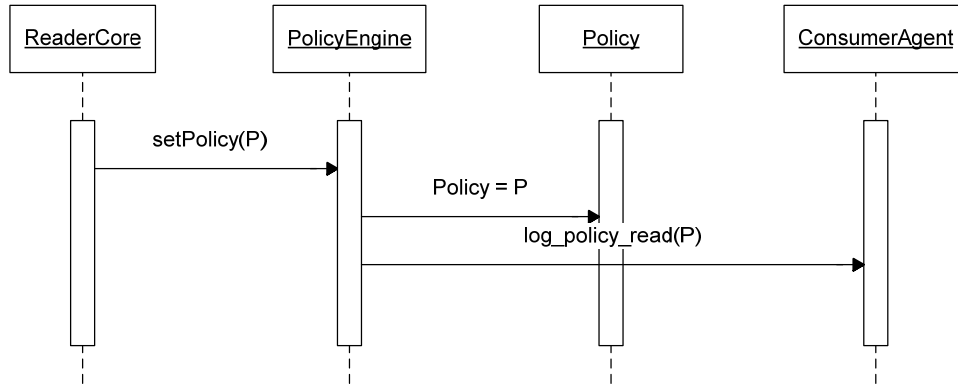 ReaderCore
PolicyEngine
Policy
ConsumerAgent
setPolicy(P)
Policy = P
log_policy_read(P)